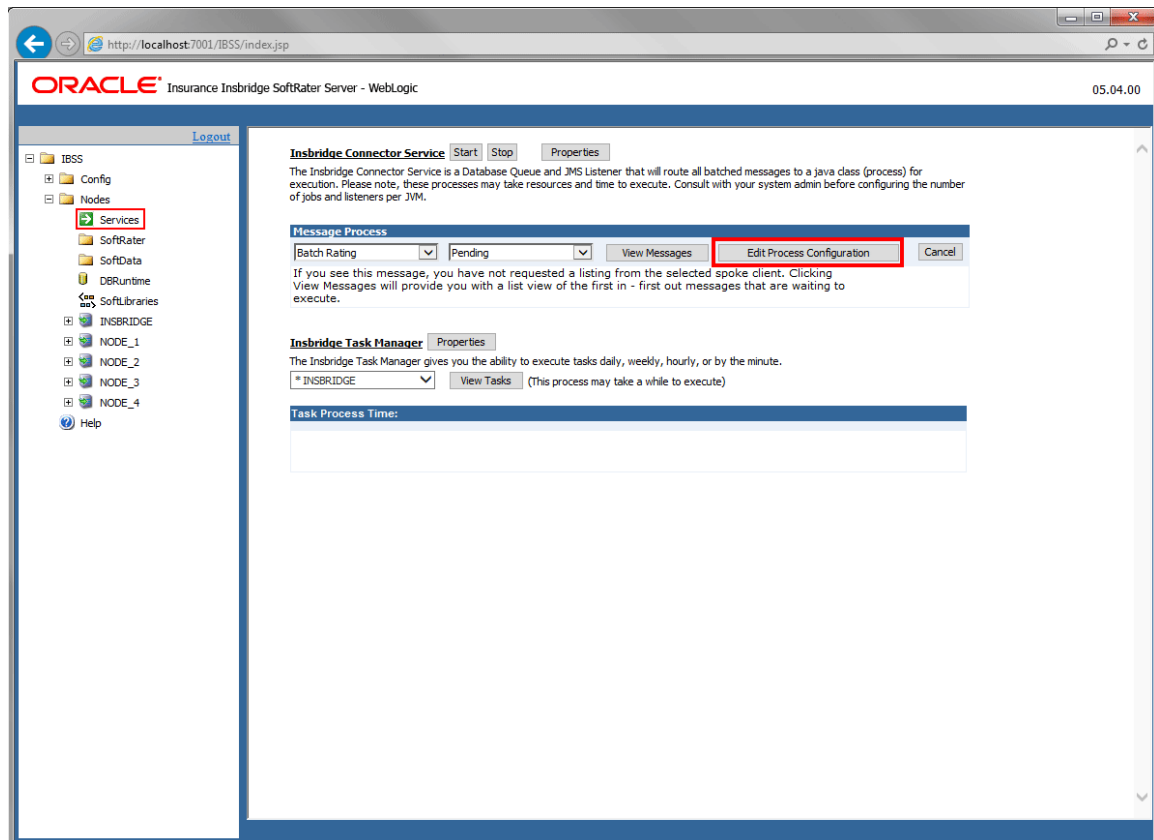 http://localhost:7001/IBSS/index.jsp
ORACLE Insurance Insbridge SoftRater Server - WebLogic 05.04.00
Logout
IBSS
Config
Nodes
Services
SoftRater
SoftData
DBRuntime
SoftLibraries
INSBRIDGE
NODE_1
NODE_2
NODE_3
NODE_4
Help
Insbridge Connector Service Start Stop Properties
The Insbridge Connector Service is a Database Queue and JMS Listener that will route all batched messages to a java class (process) for
execution. Please note, these processes may take resources and time to execute. Consult with your system admin before configuring the number
of jobs and listeners per JVM.
Message Process
Batch Rating Pending View Messages Edit Process Configuration Cancel
If you see this message, you have not requested a listing from the selected spoke client. Clicking
View Messages will provide you with a list view of the first in - first out messages that are waiting to
execute.
Insbridge Task Manager Properties
The Insbridge Task Manager gives you the ability to execute tasks daily, weekly, hourly, or by the minute.
* INSBRIDGE View Tasks (This process may take a while to execute)
Task Process Time: